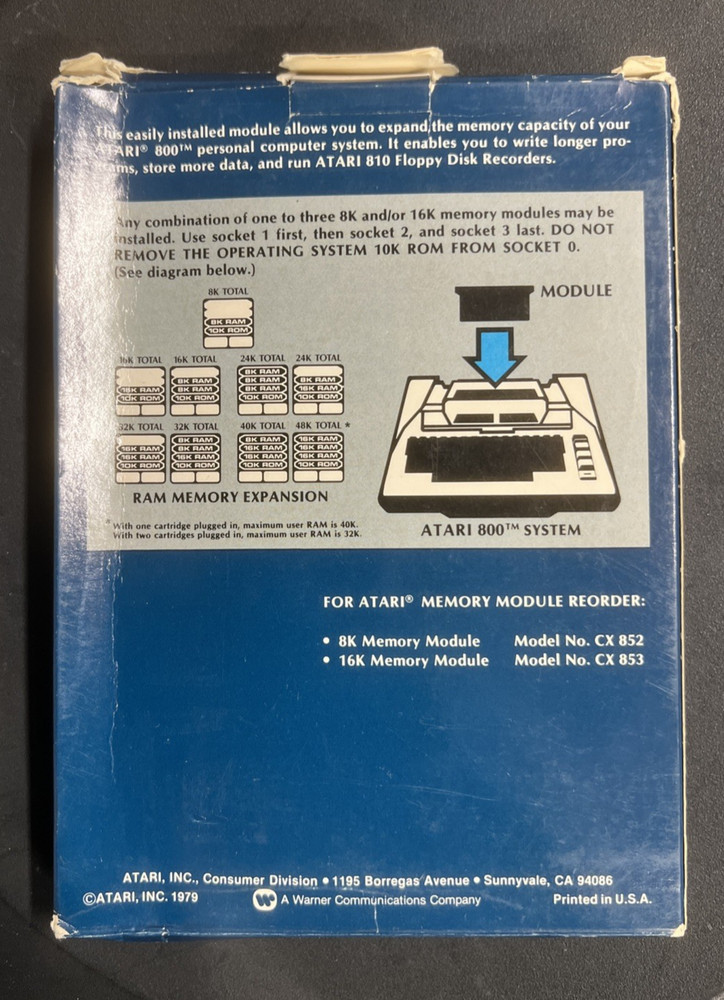 This easily installed module allows you to expand the memory capacity of your
ATARI® 800™ personal computer system. It enables you to write longer pro-
ams, store more data, and run ATARI 810 Floppy Disk Recorders.
Any combination of one to three 8K and/or 16K memory modules may be
installed. Use socket 1 first, then socket 2, and socket 3 last. DO NOT
REMOVE THE OPERATING SYSTEM 10K ROM FROM SOCKET 0.
(See diagram below.)
8K TOTAL
8K RAM
10K ROM
MODULE
16K TOTAL 16K TOTAL 24K TOTAL 24K TOTAL
16K RAM
10K ROM
8K RAM
8K RAM
10K ROM
8K RAM
8K RAM
8K RAM
10K ROM
8K RAM
16K RAM
10K ROM
32K TOTAL 32K TOTAL 40K TOTAL 48K TOTAL *
16K RAM
16K RAM
10K ROM
8K RAM
8K RAM
16K RAM
10K ROM
8K RAM
16K RAM
16K RAM
10K ROM
16K RAM
16K RAM
16K RAM
10K ROM
RAM MEMORY EXPANSION
* With one cartridge plugged in, maximum user RAM is 40K.
With two cartridges plugged in, maximum user RAM is 32K.
ATARI 800™ SYSTEM
FOR ATARI® MEMORY MODULE REORDER:
• 8K Memory Module Model No. CX 852
• 16K Memory Module Model No. CX 853
ATARI, INC., Consumer Division • 1195 Borregas Avenue • Sunnyvale, CA 94086
©ATARI, INC. 1979 A Warner Communications Company Printed in U.S.A.